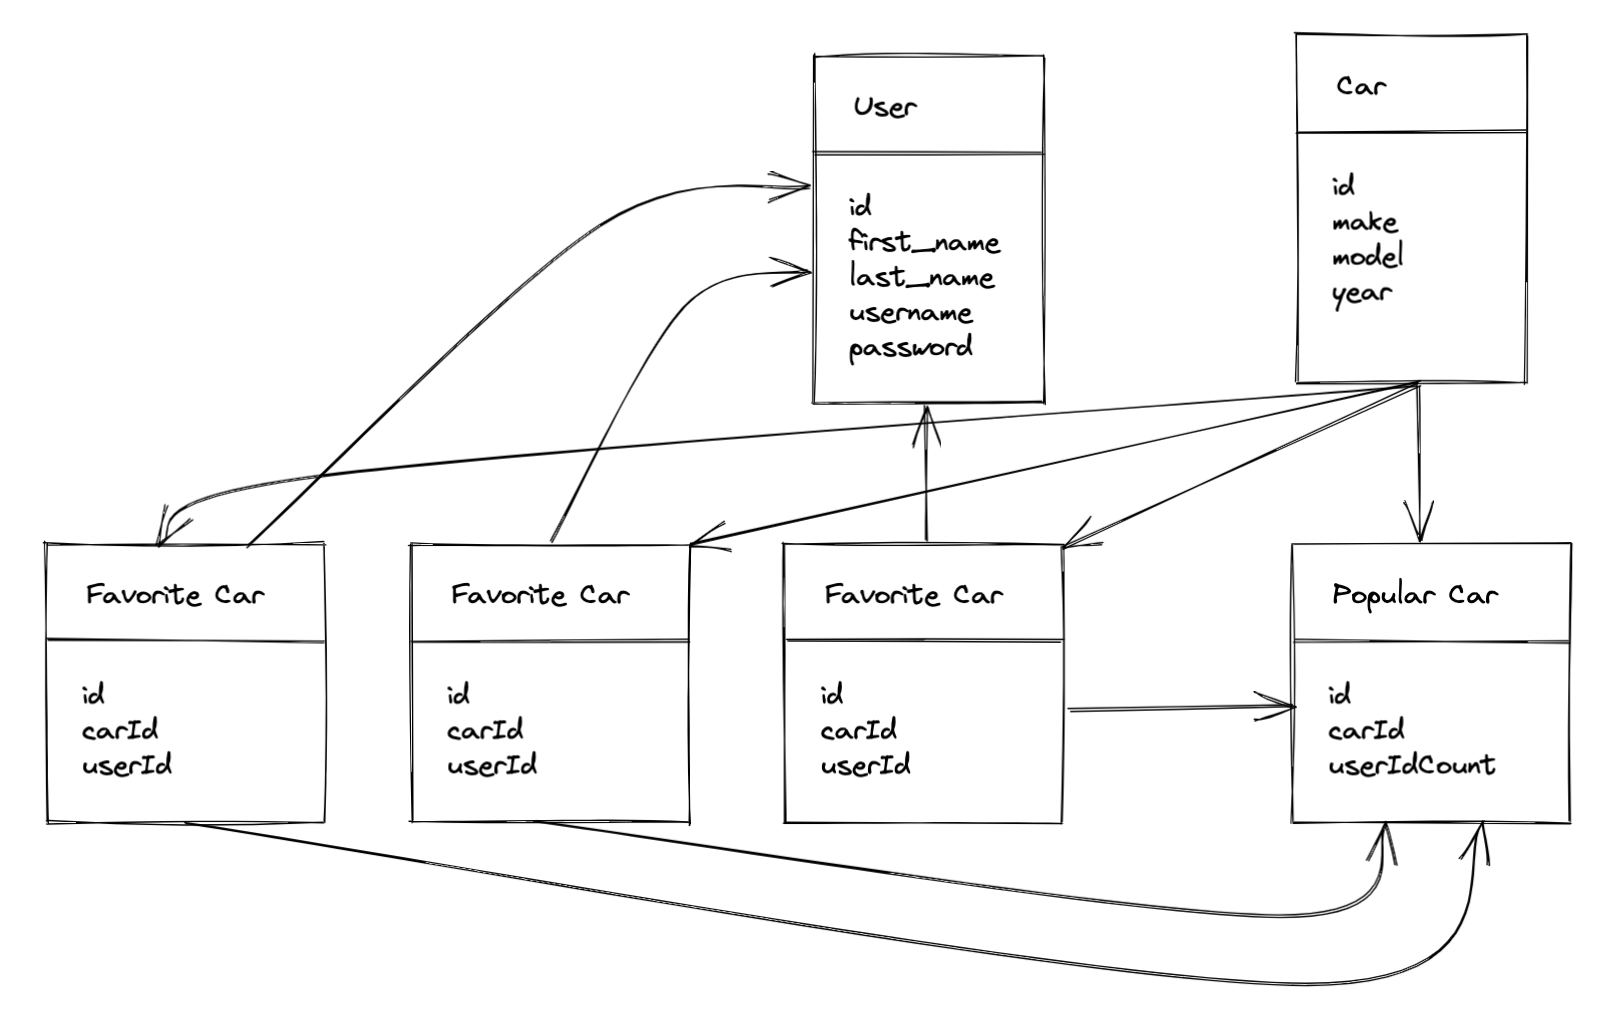 User
id
first_name
last_name
username
password
Car
id
make
model
year
Favorite Car
id
carId
userId
Favorite Car
id
carId
userId
Favorite Car
id
carId
userId
Popular Car
id
carId
userIdCount